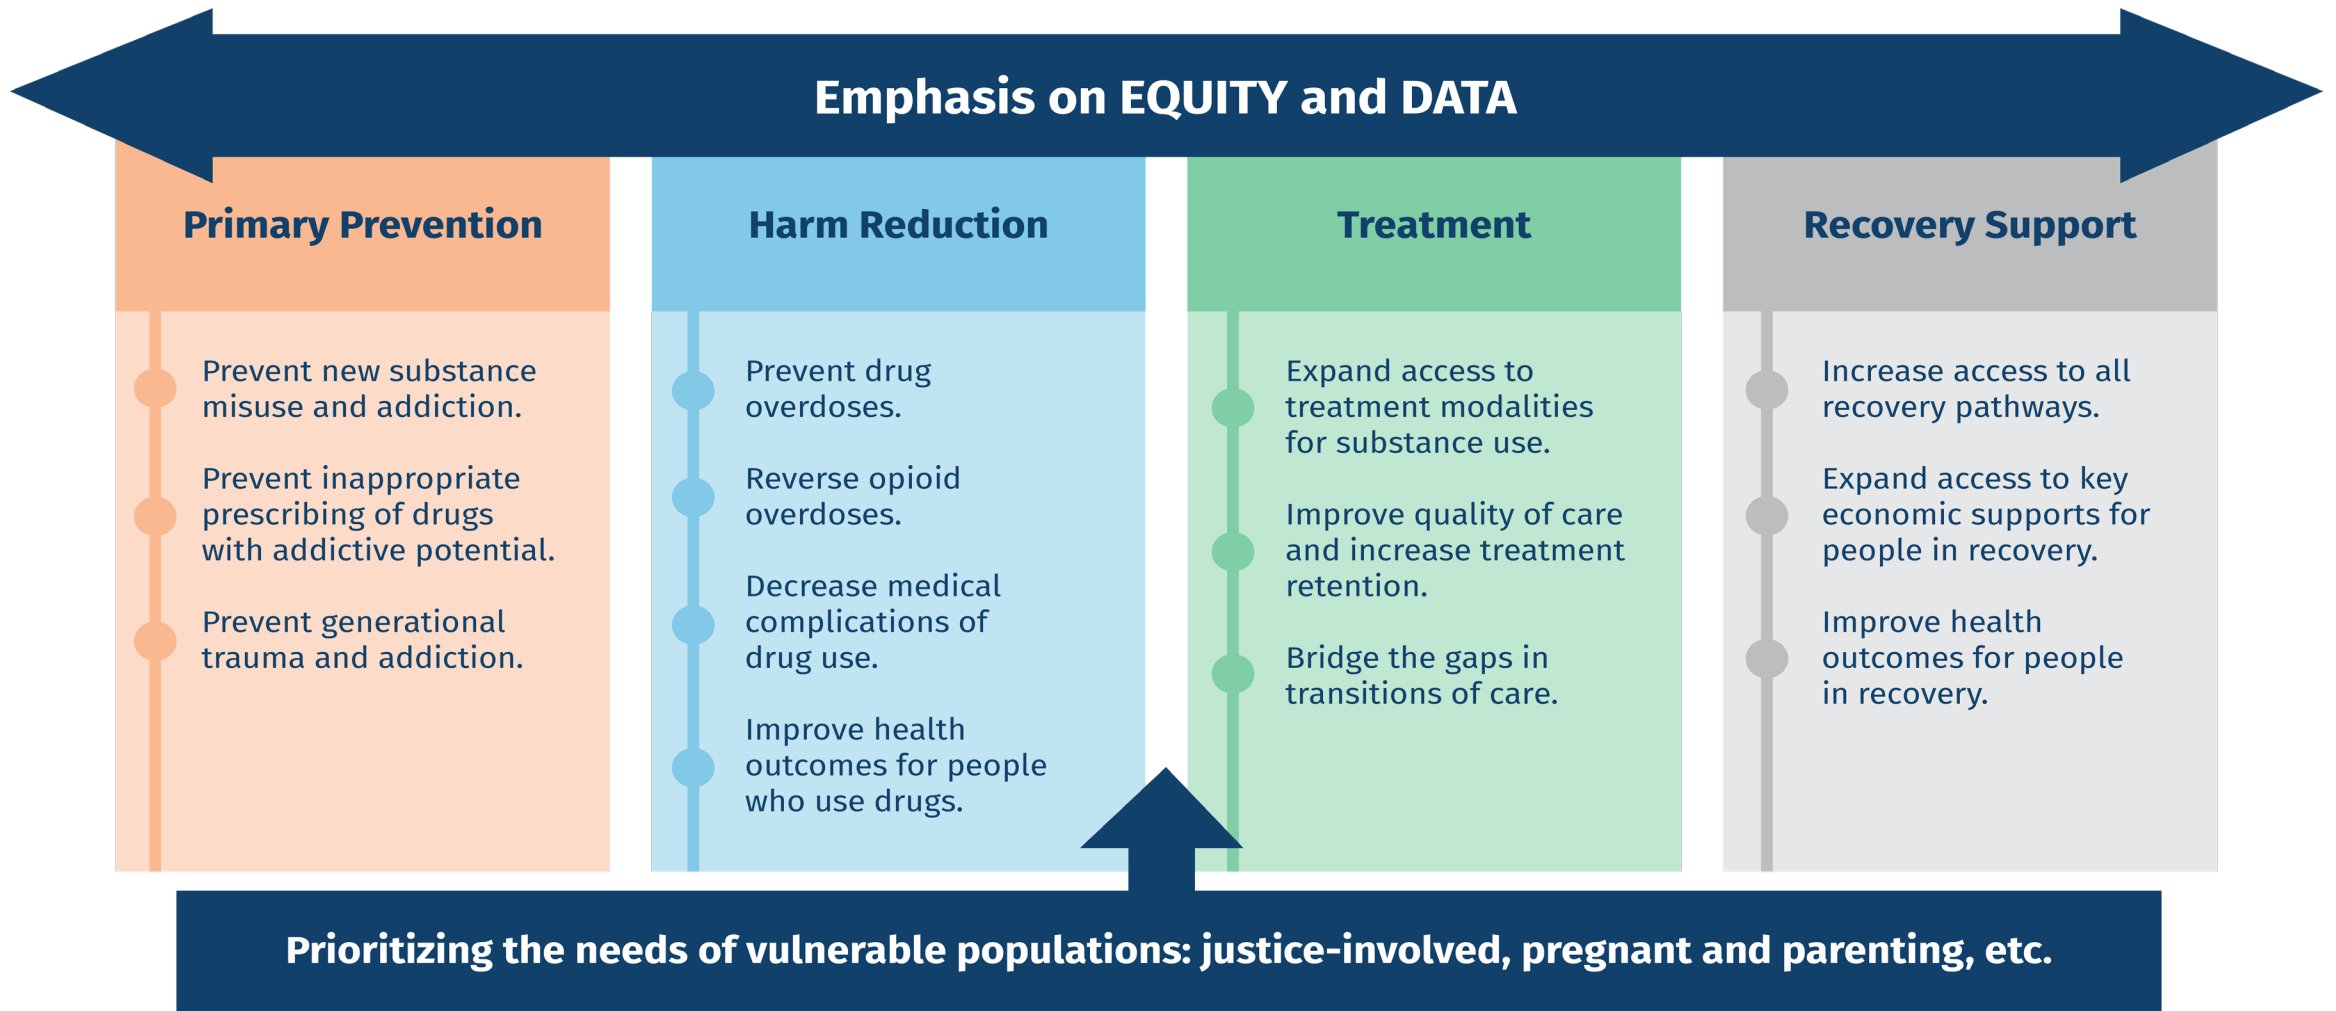 Emphasis on EQUITY and DATA
Primary Prevention
Prevent new substance
misuse and addiction.
Prevent inappropriate
prescribing of drugs
with addictive potential.
Prevent generational
trauma and addiction.
Harm Reduction
Prevent drug
overdoses.
Reverse opioid
overdoses.
Decrease medical
complications of
drug use.
Improve health
outcomes for people
who use drugs.
Treatment
Expand access to
treatment modalities
for substance use.
Improve quality of care
and increase treatment
retention.
Bridge the gaps in
transitions of care.
Recovery Support
Increase access to all
recovery pathways.
Expand access to key
economic supports for
people in recovery.
Improve health
outcomes for people
in recovery.
Prioritizing the needs of vulnerable populations: justice-involved, pregnant and parenting, etc.